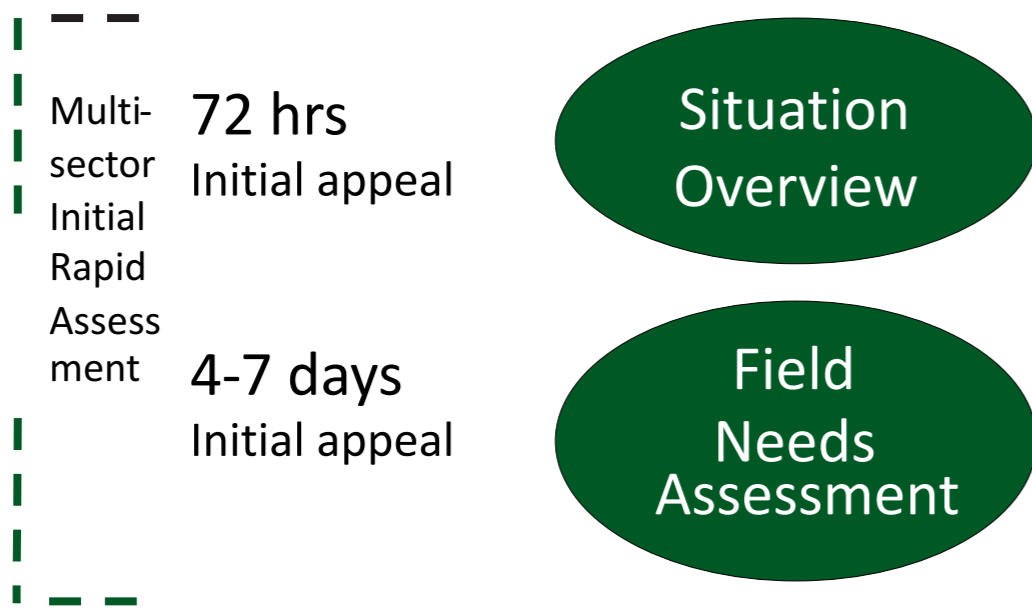 Multi-
sector
Initial
Rapid
Assess
ment
72 hrs
Initial appeal
Situation
Overview
4-7 days
Initial appeal
Field
Needs
Assessment